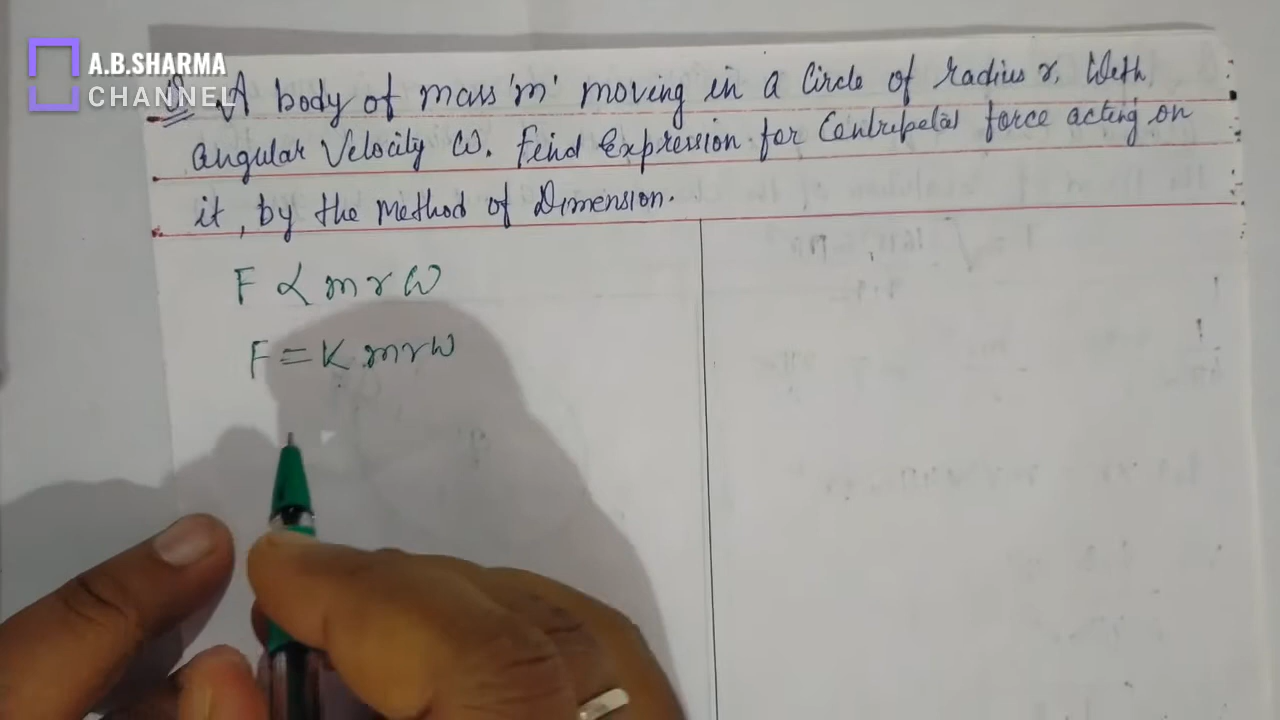 A.B.SHARMA
CHANNEL
Q A body of mass 'm' moving in a Circle of radius r. With
angular Velocity ω. Find Expression for Centripetal force acting on
it, by the Method of Dimension.
F ∝ m r ω
F = K m r ω